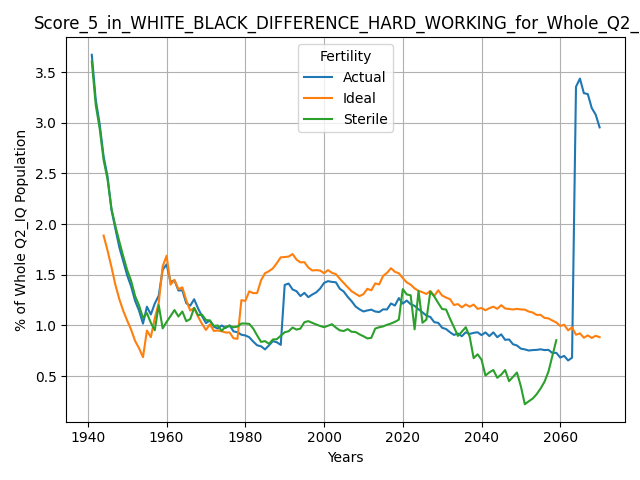 Score_5_in_WHITE_BLACK_DIFFERENCE_HARD_WORKING_for_Whole_Q2_
Fertility
Actual
Ideal
Sterile
% of Whole Q2_IQ Population
3.5
3.0
2.5
2.0
1.5
1.0
0.5
1940 1960 1980 2000 2020 2040 2060
Years